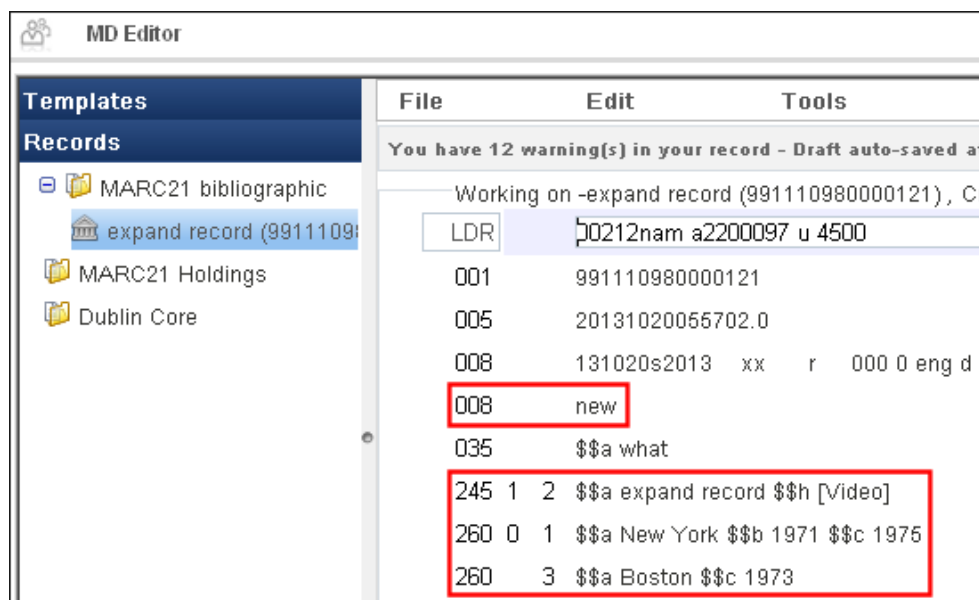 MD Editor
Templates
Records
MARC21 bibliographic
expand record (9911109
MARC21 Holdings
Dublin Core
File Edit Tools
You have 12 warning(s) in your record - Draft auto-saved a
Working on -expand record (991110980000121) , C
LDR 00212nam a2200097 u 4500
001 991110980000121
005 20131020055702.0
008 131020s2013 xx r 000 0 eng d
008 new
035 $$a what
245 1 2 $$a expand record $$h [Video]
260 0 1 $$a New York $$b 1971 $$c 1975
260 3 $$a Boston $$c 1973